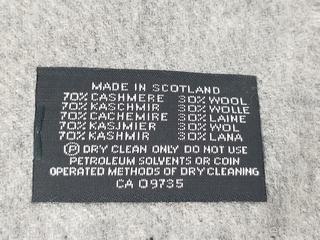 MADE IN SCOTLAND
70% CASHMERE 30% WOOL
70% KASCHMIR 30% WOLLE
70% CACHEMIRE 30% LAINE
70% KASJMIER 30% WOL
70% KASHMIR 30% LANA
Ⓟ DRY CLEAN ONLY DO NOT USE
PETROLEUM SOLVENTS OR COIN
OPERATED METHODS OF DRY CLEANING
CA 09735